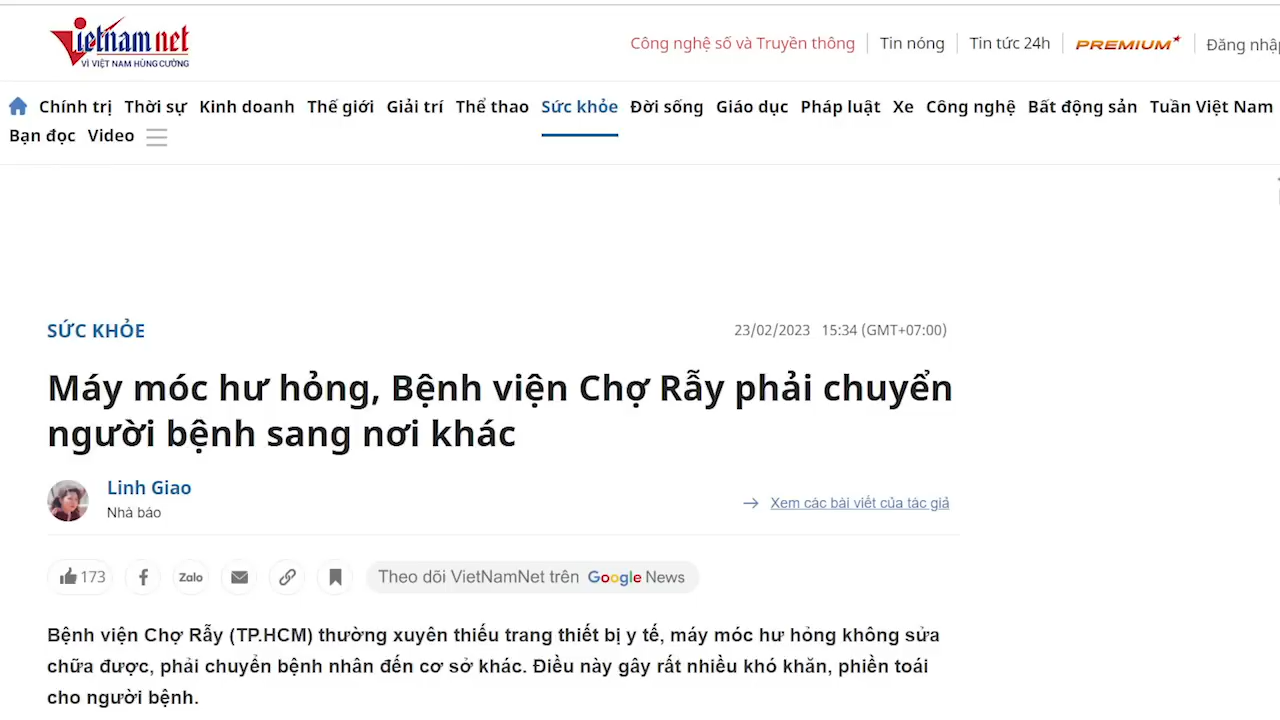 Vietnam net
VÌ VIỆT NAM HÙNG CƯỜNG
Công nghệ số và Truyền thông
Tin nóng
Tin tức 24h
PREMIUM
Đăng nhập
Chính trị Thời sự Kinh doanh Thế giới Giải trí Thể thao Sức khỏe Đời sống Giáo dục Pháp luật Xe Công nghệ Bất động sản Tuần Việt Nam
Bạn đọc Video
SỨC KHỎE
23/02/2023 15:34 (GMT+07:00)
Máy móc hư hỏng, Bệnh viện Chợ Rẫy phải chuyển
người bệnh sang nơi khác
Linh Giao
Nhà báo
Xem các bài viết của tác giả
173
Zalo
Theo dõi VietNamNet trên Google News
Bệnh viện Chợ Rẫy (TP.HCM) thường xuyên thiếu trang thiết bị y tế, máy móc hư hỏng không sửa
chữa được, phải chuyển bệnh nhân đến cơ sở khác. Điều này gây rất nhiều khó khăn, phiền toái
cho người bệnh.